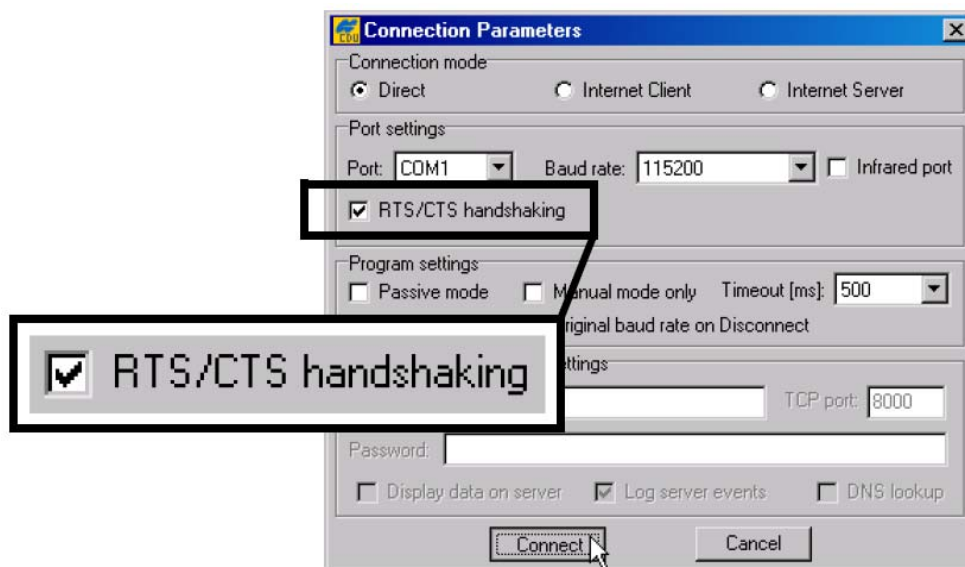 CDU Connection Parameters
Connection mode
Direct Internet Client Internet Server
Port settings
Port: COM1 Baud rate: 115200 Infrared port
RTS/CTS handshaking
Program settings
Passive mode Manual mode only Timeout [ms]: 500
original baud rate on Disconnect
RTS/CTS handshaking
TCP port: 8000
Password:
Display data on server Log server events DNS lookup
Connect Cancel